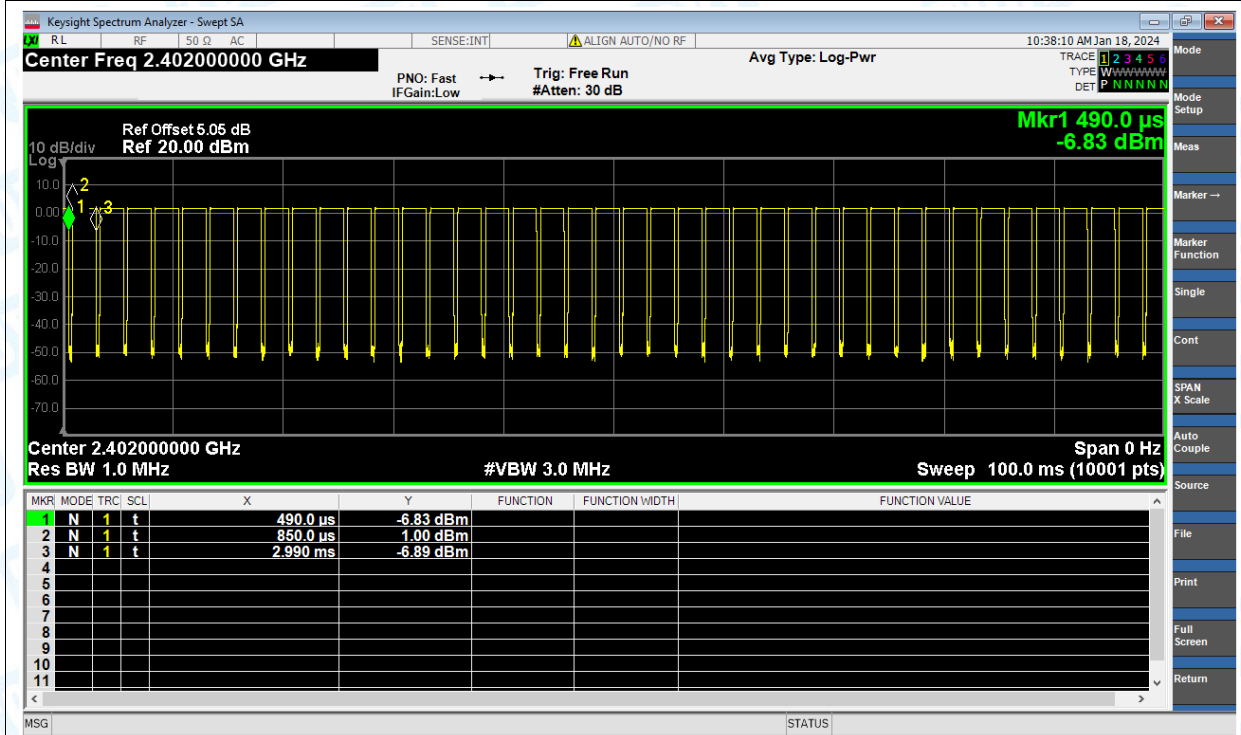 Keysight Spectrum Analyzer - Swept SA
LXI RL RF 50 Ω AC SENSE:INT ALIGN AUTO/NO RF 10:38:10 AM Jan 18, 2024
Center Freq 2.402000000 GHz
PNO: Fast
IFGain:Low
Trig: Free Run
#Atten: 30 dB
Avg Type: Log-Pwr
TRACE 1 2 3 4 5 6
TYPE WWWWWW
DET P N N N N N
Mkr1 490.0 µs
-6.83 dBm
Ref Offset 5.05 dB
10 dB/div Ref 20.00 dBm
Log
10.0
0.00
-10.0
-20.0
-30.0
-40.0
-50.0
-60.0
-70.0
2
1 3
Center 2.402000000 GHz Span 0 Hz
Res BW 1.0 MHz #VBW 3.0 MHz Sweep 100.0 ms (10001 pts)
MKR MODE TRC SCL X Y FUNCTION FUNCTION WIDTH FUNCTION VALUE
1 N 1 t 490.0 µs -6.83 dBm
2 N 1 t 850.0 µs 1.00 dBm
3 N 1 t 2.990 ms -6.89 dBm
4
5
6
7
8
9
10
11
MSG STATUS
Mode
Mode
Setup
Meas
Marker →
Marker
Function
Single
Cont
SPAN
X Scale
Auto
Couple
Source
File
Print
Full
Screen
Return